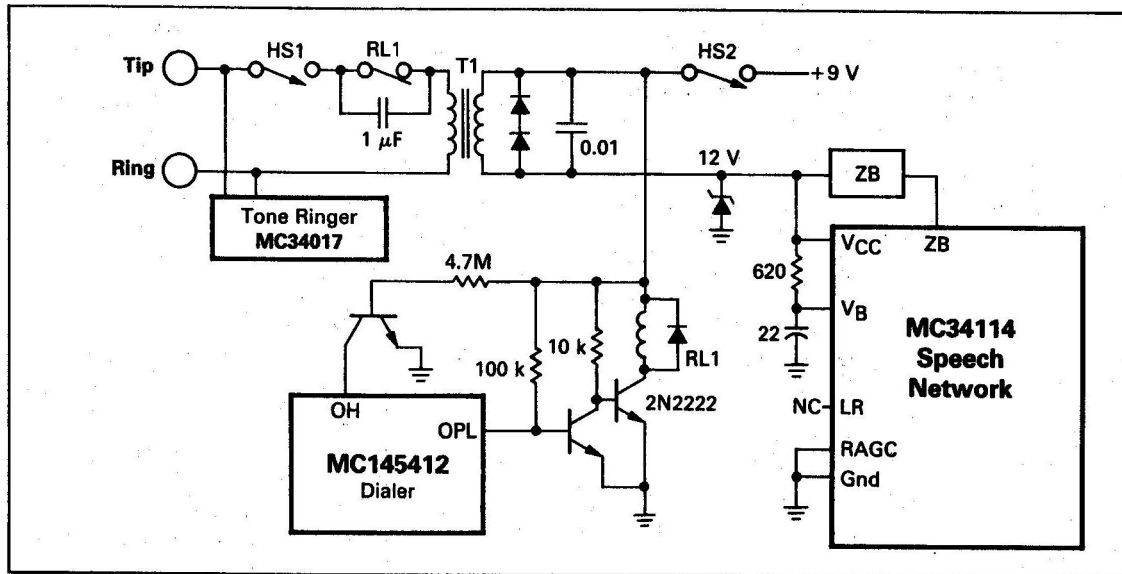 HS1
RL1
T1
HS2
Tip
+9 V
1 μF
0.01
Ring
12 V
ZB
Tone Ringer
MC34017
VCC
ZB
4.7M
620
VB
MC34114
Speech
Network
22
10 k
RL1
100 k
2N2222
NC
LR
OH
OPL
RAGC
MC145412
Dialer
Gnd